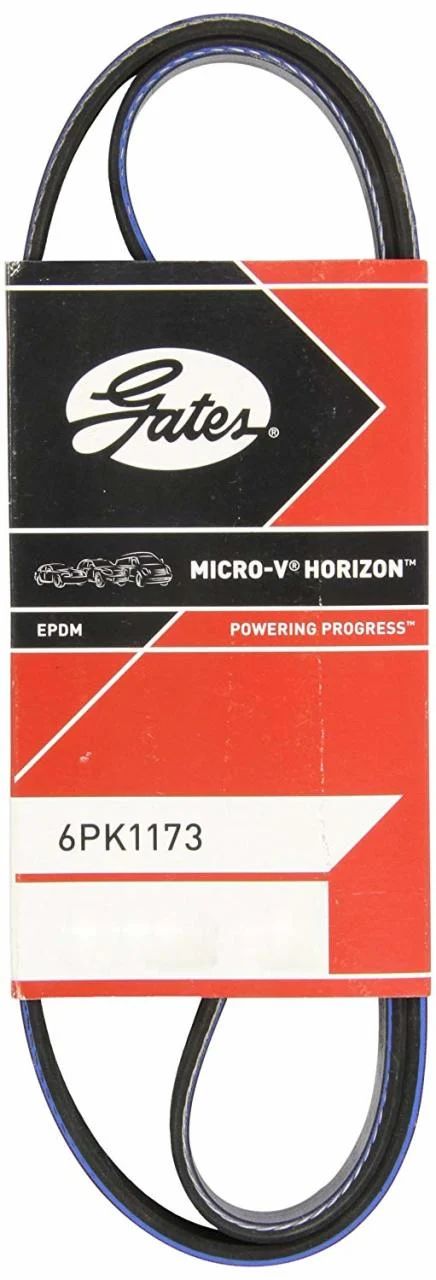 Gates®
MICRO-V® HORIZON™
EPDM POWERING PROGRESS™
6PK1173